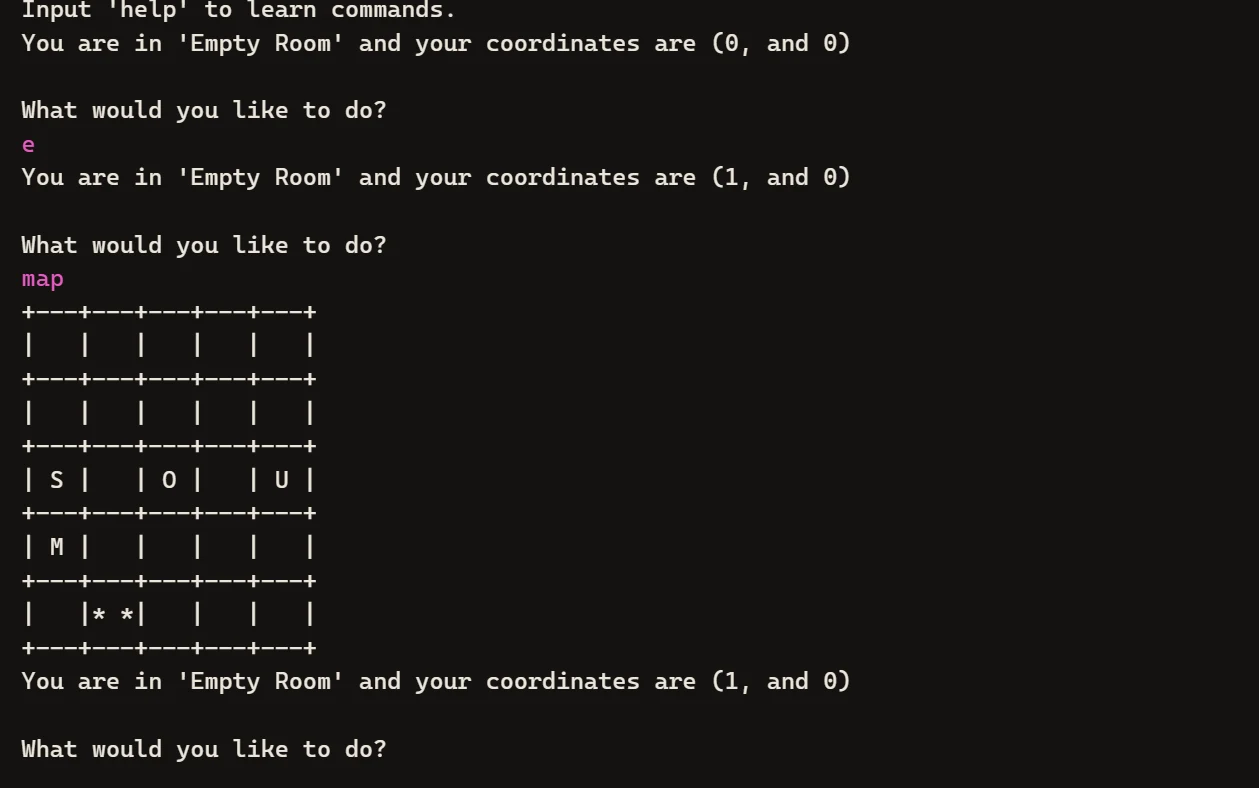 Input 'help' to learn commands.
You are in 'Empty Room' and your coordinates are (0, and 0)
What would you like to do?
e
You are in 'Empty Room' and your coordinates are (1, and 0)
What would you like to do?
map
+---+---+---+---+---+
|   |   |   |   |   |
+---+---+---+---+---+
|   |   |   |   |   |
+---+---+---+---+---+
| S |   | O |   | U |
+---+---+---+---+---+
| M |   |   |   |   |
+---+---+---+---+---+
|   |* *|   |   |   |
+---+---+---+---+---+
You are in 'Empty Room' and your coordinates are (1, and 0)
What would you like to do?